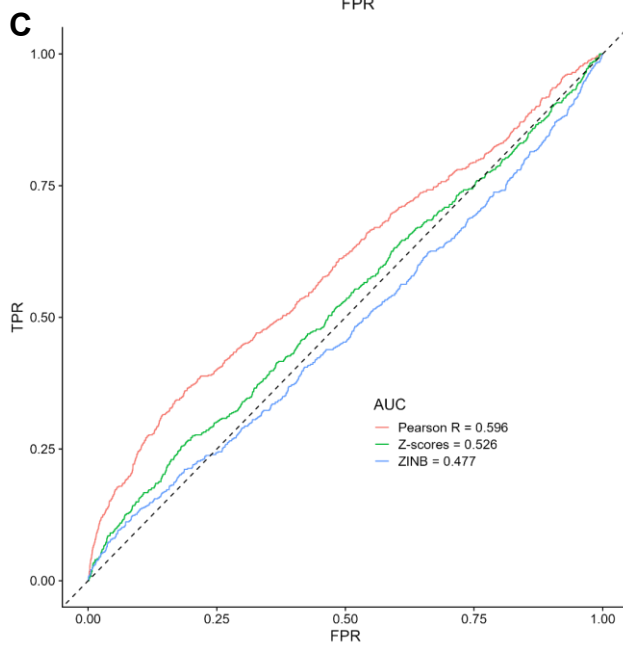 FPR
C
1.00
0.75
0.50
0.25
0.00
TPR
AUC
Pearson R = 0.596
Z-scores = 0.526
ZINB = 0.477
0.00 0.25 0.50 0.75 1.00
FPR